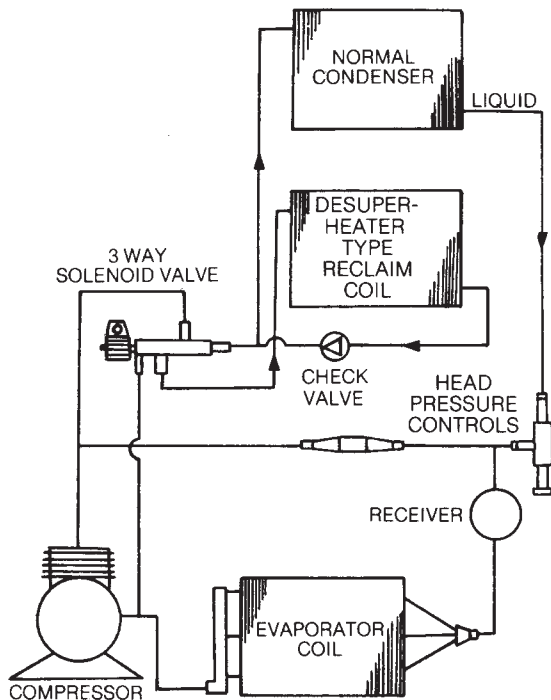 NORMAL
CONDENSER
LIQUID
DESUPER-
HEATER
TYPE
RECLAIM
COIL
3 WAY
SOLENOID VALVE
CHECK
VALVE
HEAD
PRESSURE
CONTROLS
RECEIVER
EVAPORATOR
COIL
COMPRESSOR